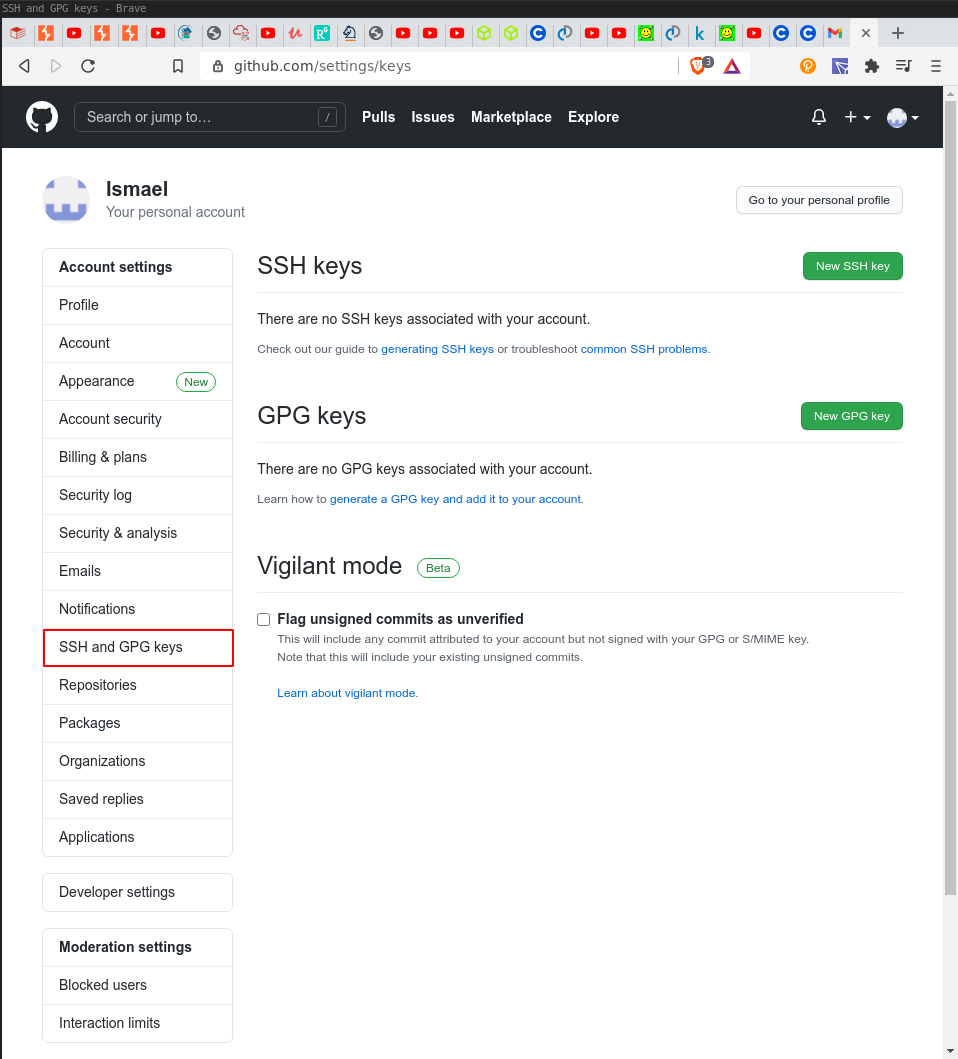 SSH and GPG keys - Brave
github.com/settings/keys
3
Search or jump to…
/
Pulls
Issues
Marketplace
Explore
Ismael
Your personal account
Go to your personal profile
Account settings
Profile
Account
Appearance
New
Account security
Billing & plans
Security log
Security & analysis
Emails
Notifications
SSH and GPG keys
Repositories
Packages
Organizations
Saved replies
Applications
Developer settings
Moderation settings
Blocked users
Interaction limits
SSH keys
New SSH key
There are no SSH keys associated with your account.
Check out our guide to generating SSH keys or troubleshoot common SSH problems.
GPG keys
New GPG key
There are no GPG keys associated with your account.
Learn how to generate a GPG key and add it to your account.
Vigilant mode
Beta
Flag unsigned commits as unverified
This will include any commit attributed to your account but not signed with your GPG or S/MIME key.
Note that this will include your existing unsigned commits.
Learn about vigilant mode.